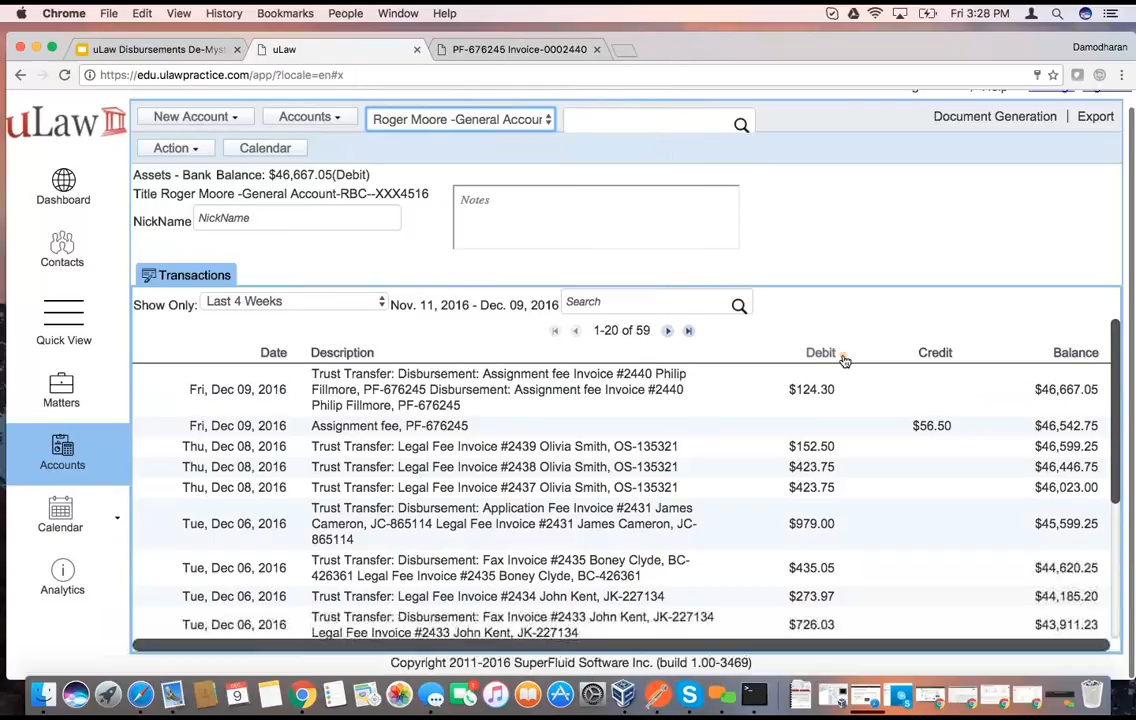 Chrome File Edit View History Bookmarks People Window Help Fri 3:28 PM
uLaw Disbursements De-Myst uLaw PF-676245 Invoice-0002440 Damodharan
https://edu.ulawpractice.com/app/?locale=en#x
uLaw
New Account Accounts Roger Moore -General Accour Document Generation | Export
Action Calendar
Assets - Bank Balance: $46,667.05(Debit)
Title Roger Moore -General Account-RBC--XXX4516
NickName NickName
Notes
Dashboard
Contacts
Quick View
Matters
Accounts
Calendar
Analytics
Transactions
Show Only: Last 4 Weeks Nov. 11, 2016 - Dec. 09, 2016 Search
1-20 of 59
Date Description Debit Credit Balance
Trust Transfer: Disbursement: Assignment fee Invoice #2440 Philip
Fri, Dec 09, 2016 Fillmore, PF-676245 Disbursement: Assignment fee Invoice #2440 $124.30 $46,667.05
Philip Fillmore, PF-676245
Fri, Dec 09, 2016 Assignment fee, PF-676245 $56.50 $46,542.75
Thu, Dec 08, 2016 Trust Transfer: Legal Fee Invoice #2439 Olivia Smith, OS-135321 $152.50 $46,599.25
Thu, Dec 08, 2016 Trust Transfer: Legal Fee Invoice #2438 Olivia Smith, OS-135321 $423.75 $46,446.75
Thu, Dec 08, 2016 Trust Transfer: Legal Fee Invoice #2437 Olivia Smith, OS-135321 $423.75 $46,023.00
Trust Transfer: Disbursement: Application Fee Invoice #2431 James
Tue, Dec 06, 2016 Cameron, JC-865114 Legal Fee Invoice #2431 James Cameron, JC- $979.00 $45,599.25
865114
Trust Transfer: Disbursement: Fax Invoice #2435 Boney Clyde, BC-
Tue, Dec 06, 2016 426361 Legal Fee Invoice #2435 Boney Clyde, BC-426361 $435.05 $44,620.25
Tue, Dec 06, 2016 Trust Transfer: Legal Fee Invoice #2434 John Kent, JK-227134 $273.97 $44,185.20
Trust Transfer: Disbursement: Fax Invoice #2433 John Kent, JK-227134
Tue, Dec 06, 2016 Legal Fee Invoice #2433 John Kent, JK-227134 $726.03 $43,911.23
Copyright 2011-2016 SuperFluid Software Inc. (build 1.00-3469)